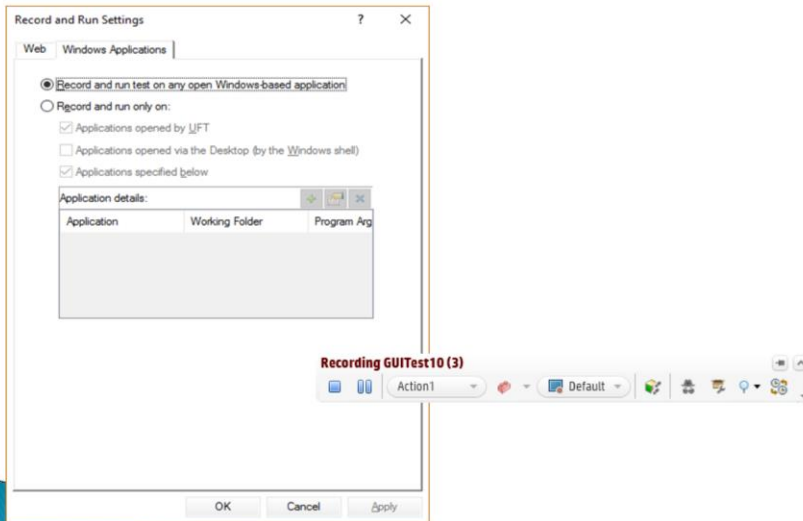 Record and Run Settings
?
Web
Windows Applications
Record and run test on any open Windows-based application
Record and run only on:
Applications opened by UFT
Applications opened via the Desktop (by the Windows shell)
Applications specified below
Application details:
Application
Working Folder
Program Arg
Recording GUITest10 (3)
Action1
Default
OK
Cancel
Apply